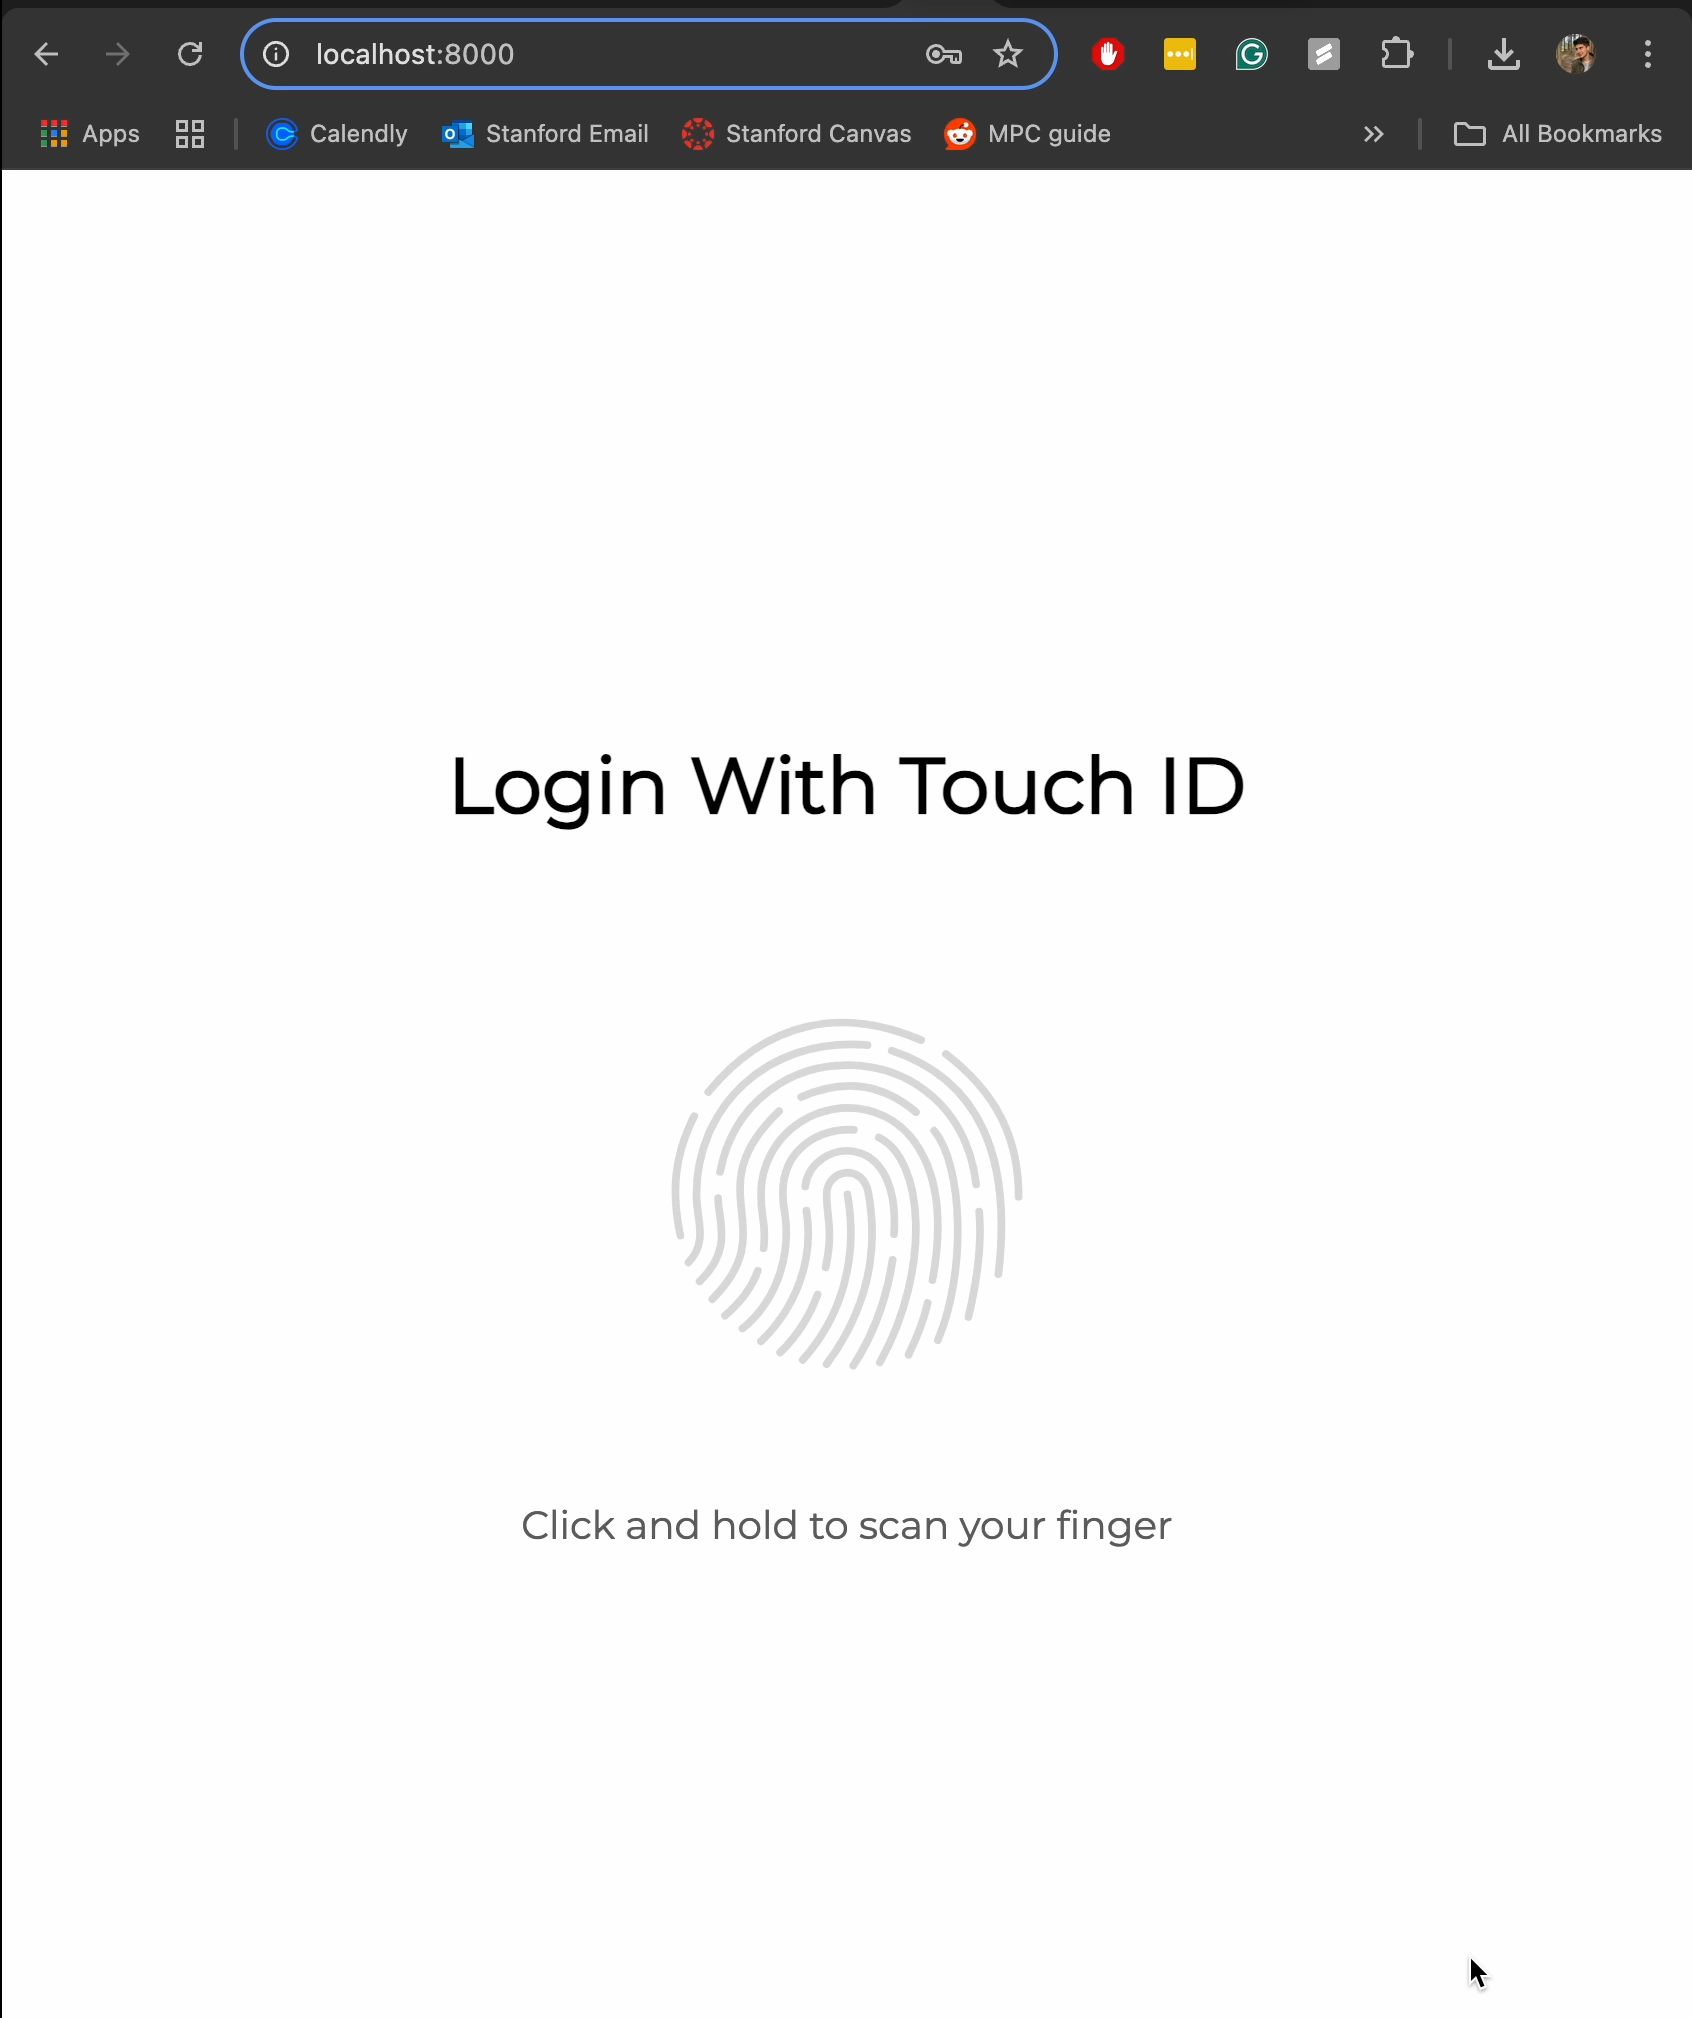 localhost:8000
Apps
Calendly
Stanford Email
Stanford Canvas
MPC guide
All Bookmarks
Login With Touch ID
Click and hold to scan your finger